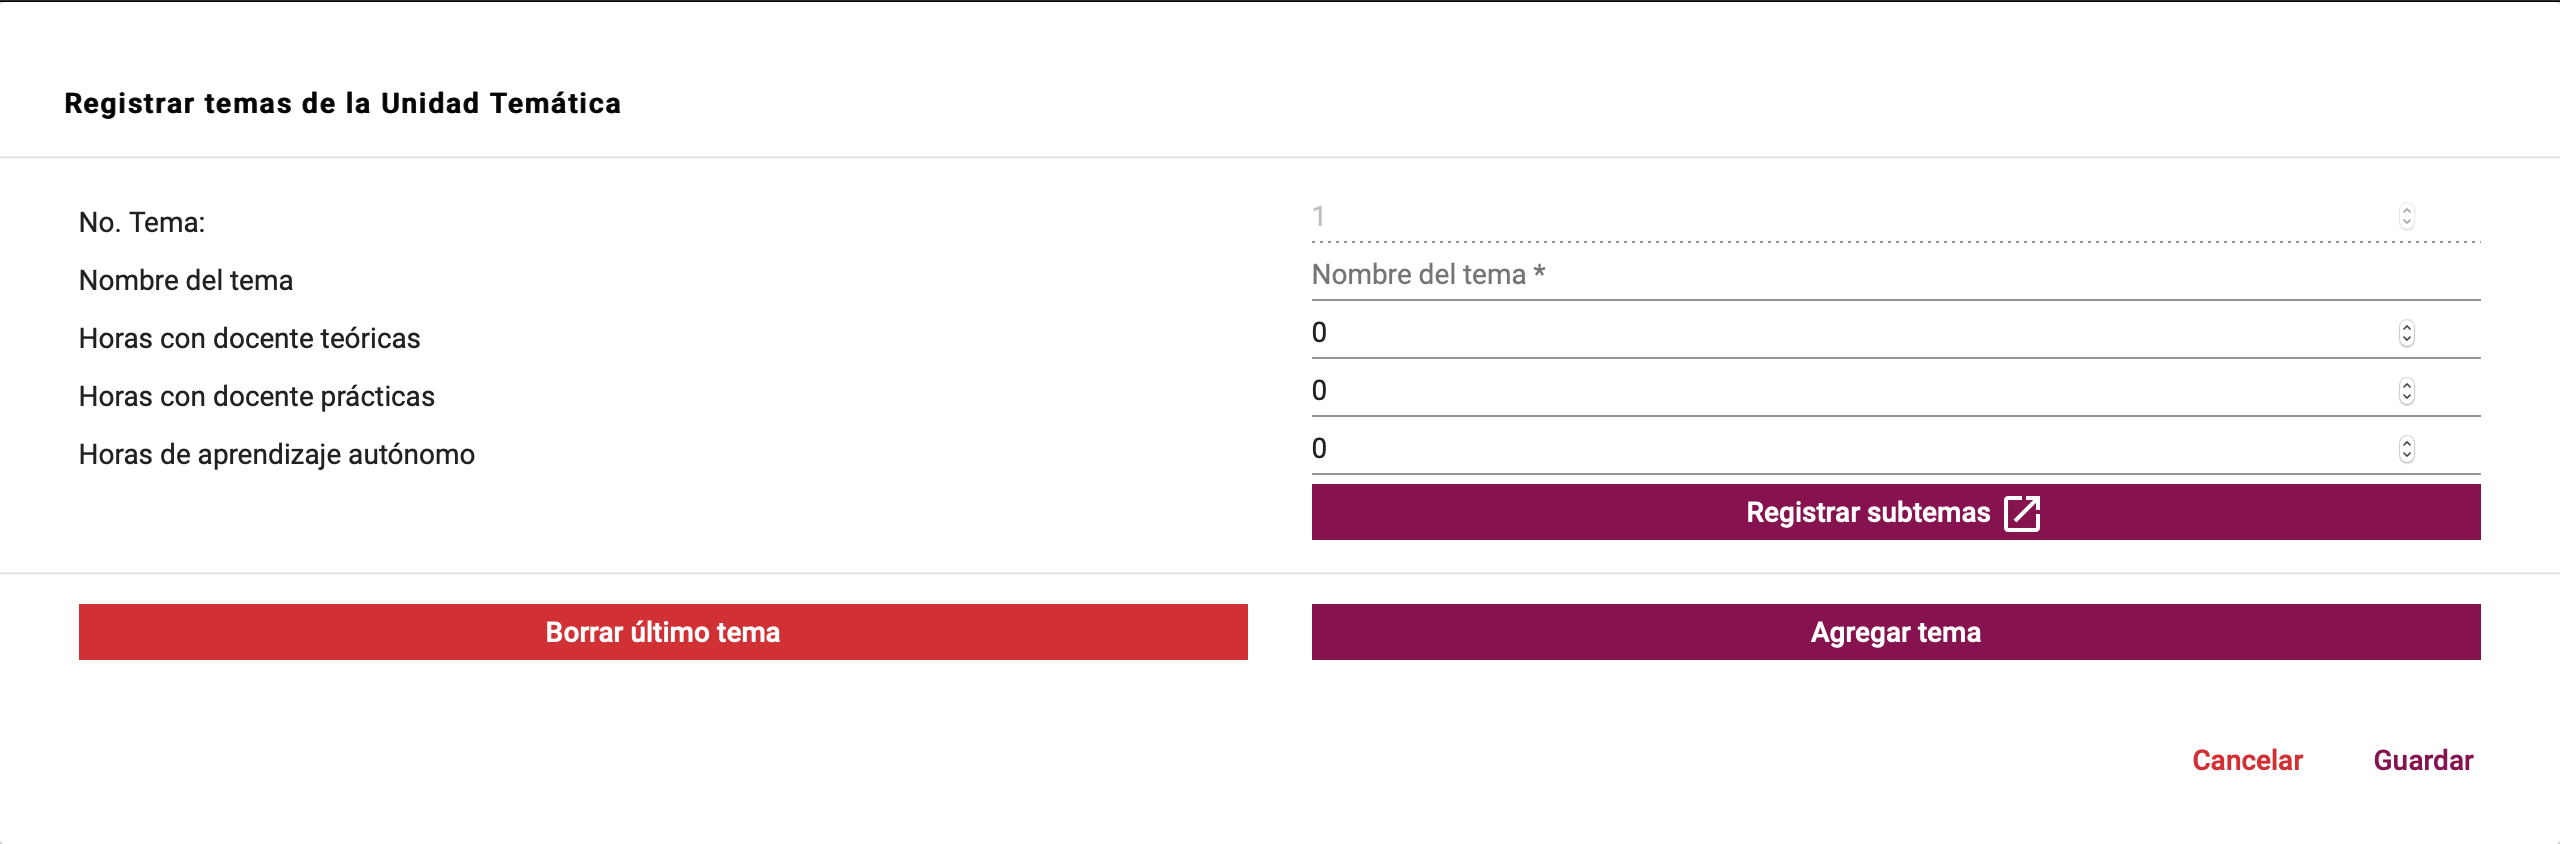 Registrar temas de la Unidad Temática
No. Tema: 1
Nombre del tema Nombre del tema *
Horas con docente teóricas 0
Horas con docente prácticas 0
Horas de aprendizaje autónomo 0
Registrar subtemas
Borrar último tema Agregar tema
Cancelar Guardar